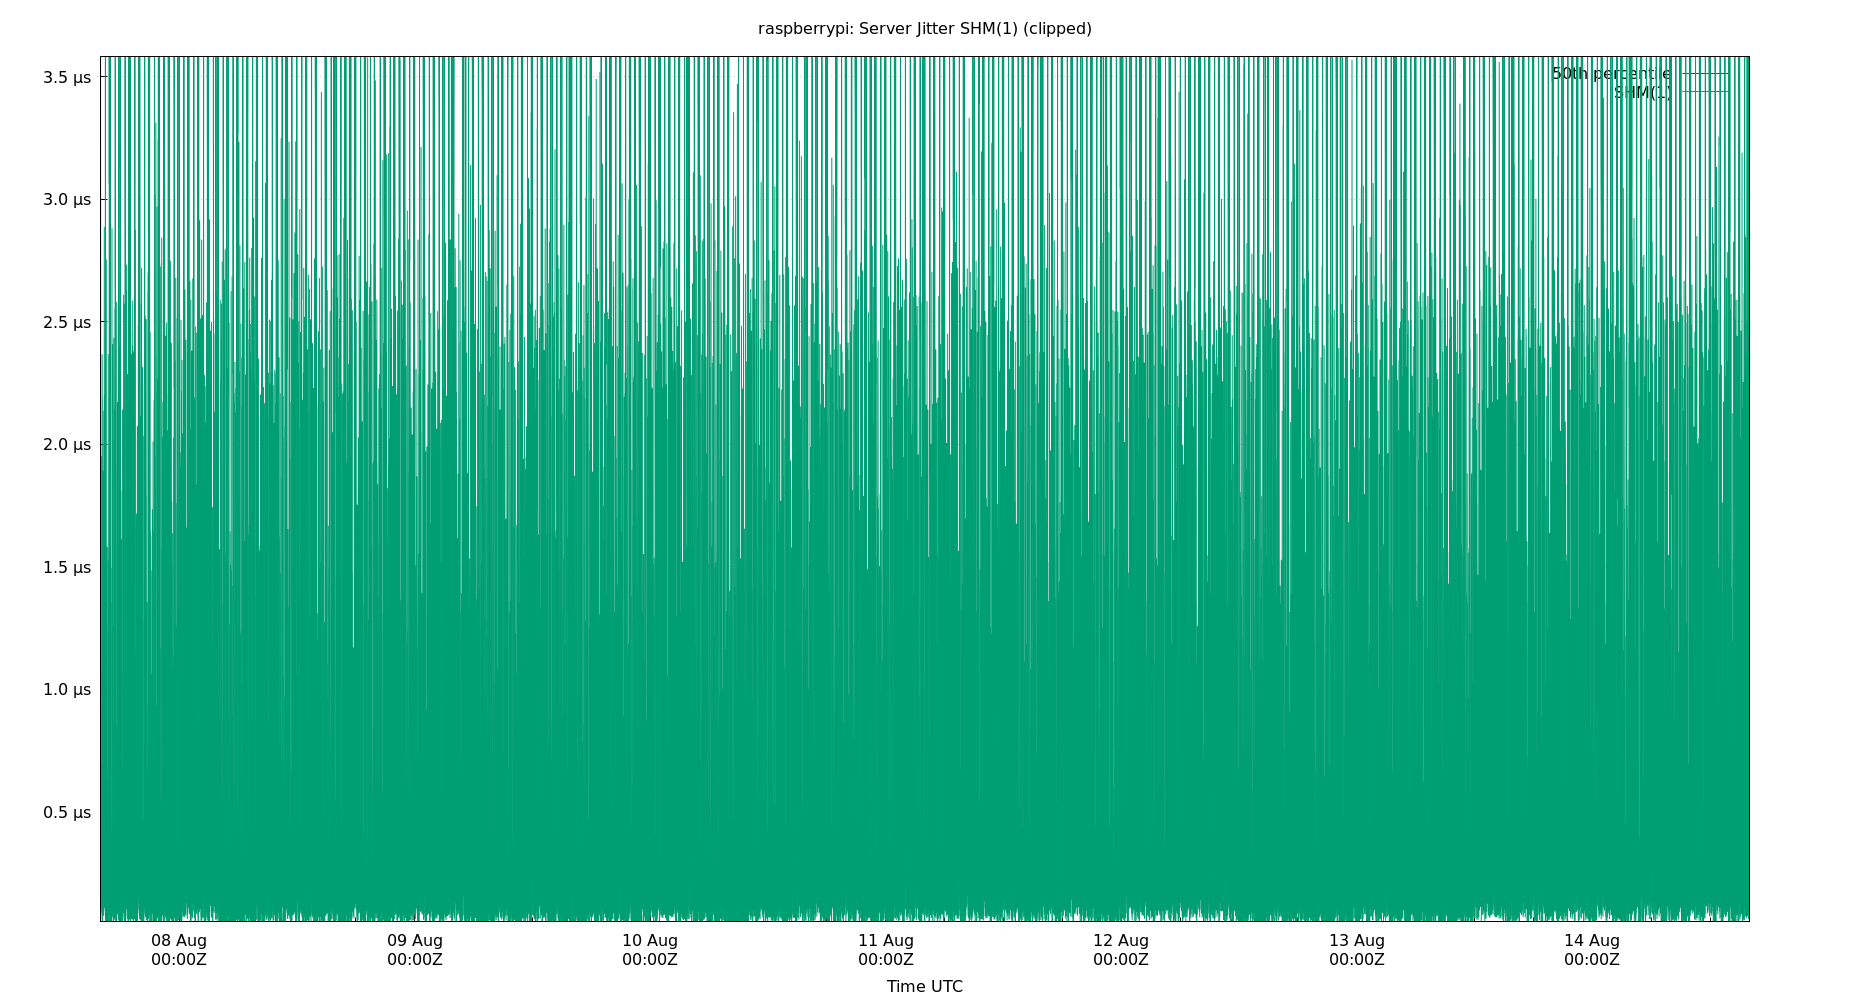 raspberrypi: Server Jitter SHM(1) (clipped)
3.5 μs
50th percentile
SHM(1)
3.0 μs
2.5 μs
2.0 μs
1.5 μs
1.0 μs
0.5 μs
08 Aug 09 Aug 10 Aug 11 Aug 12 Aug 13 Aug 14 Aug
00:00Z 00:00Z 00:00Z 00:00Z 00:00Z 00:00Z 00:00Z
Time UTC